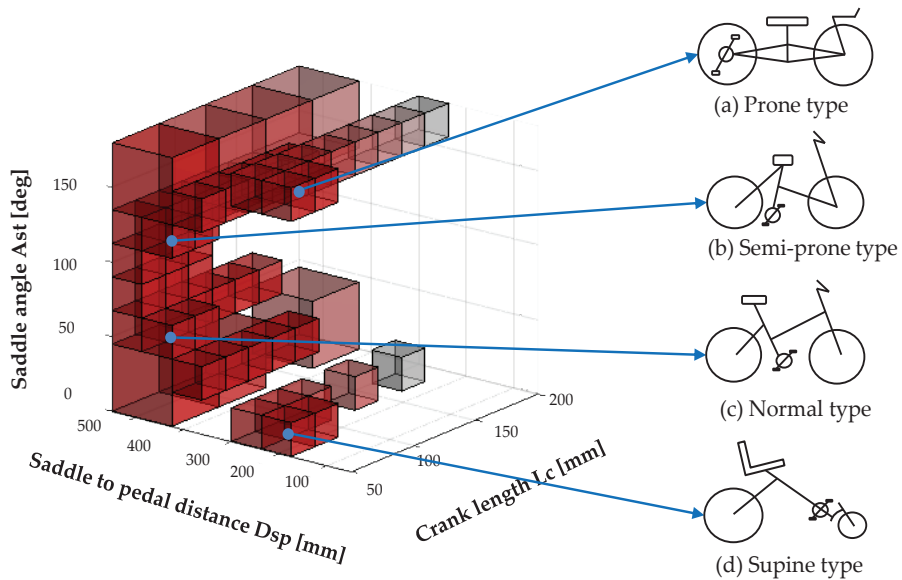 Saddle angle Ast [deg]
150
100
50
0
500
400
300
200
100
Saddle to pedal distance Dsp [mm]
50
100
150
200
Crank length Lc [mm]
(a) Prone type
(b) Semi-prone type
(c) Normal type
(d) Supine type